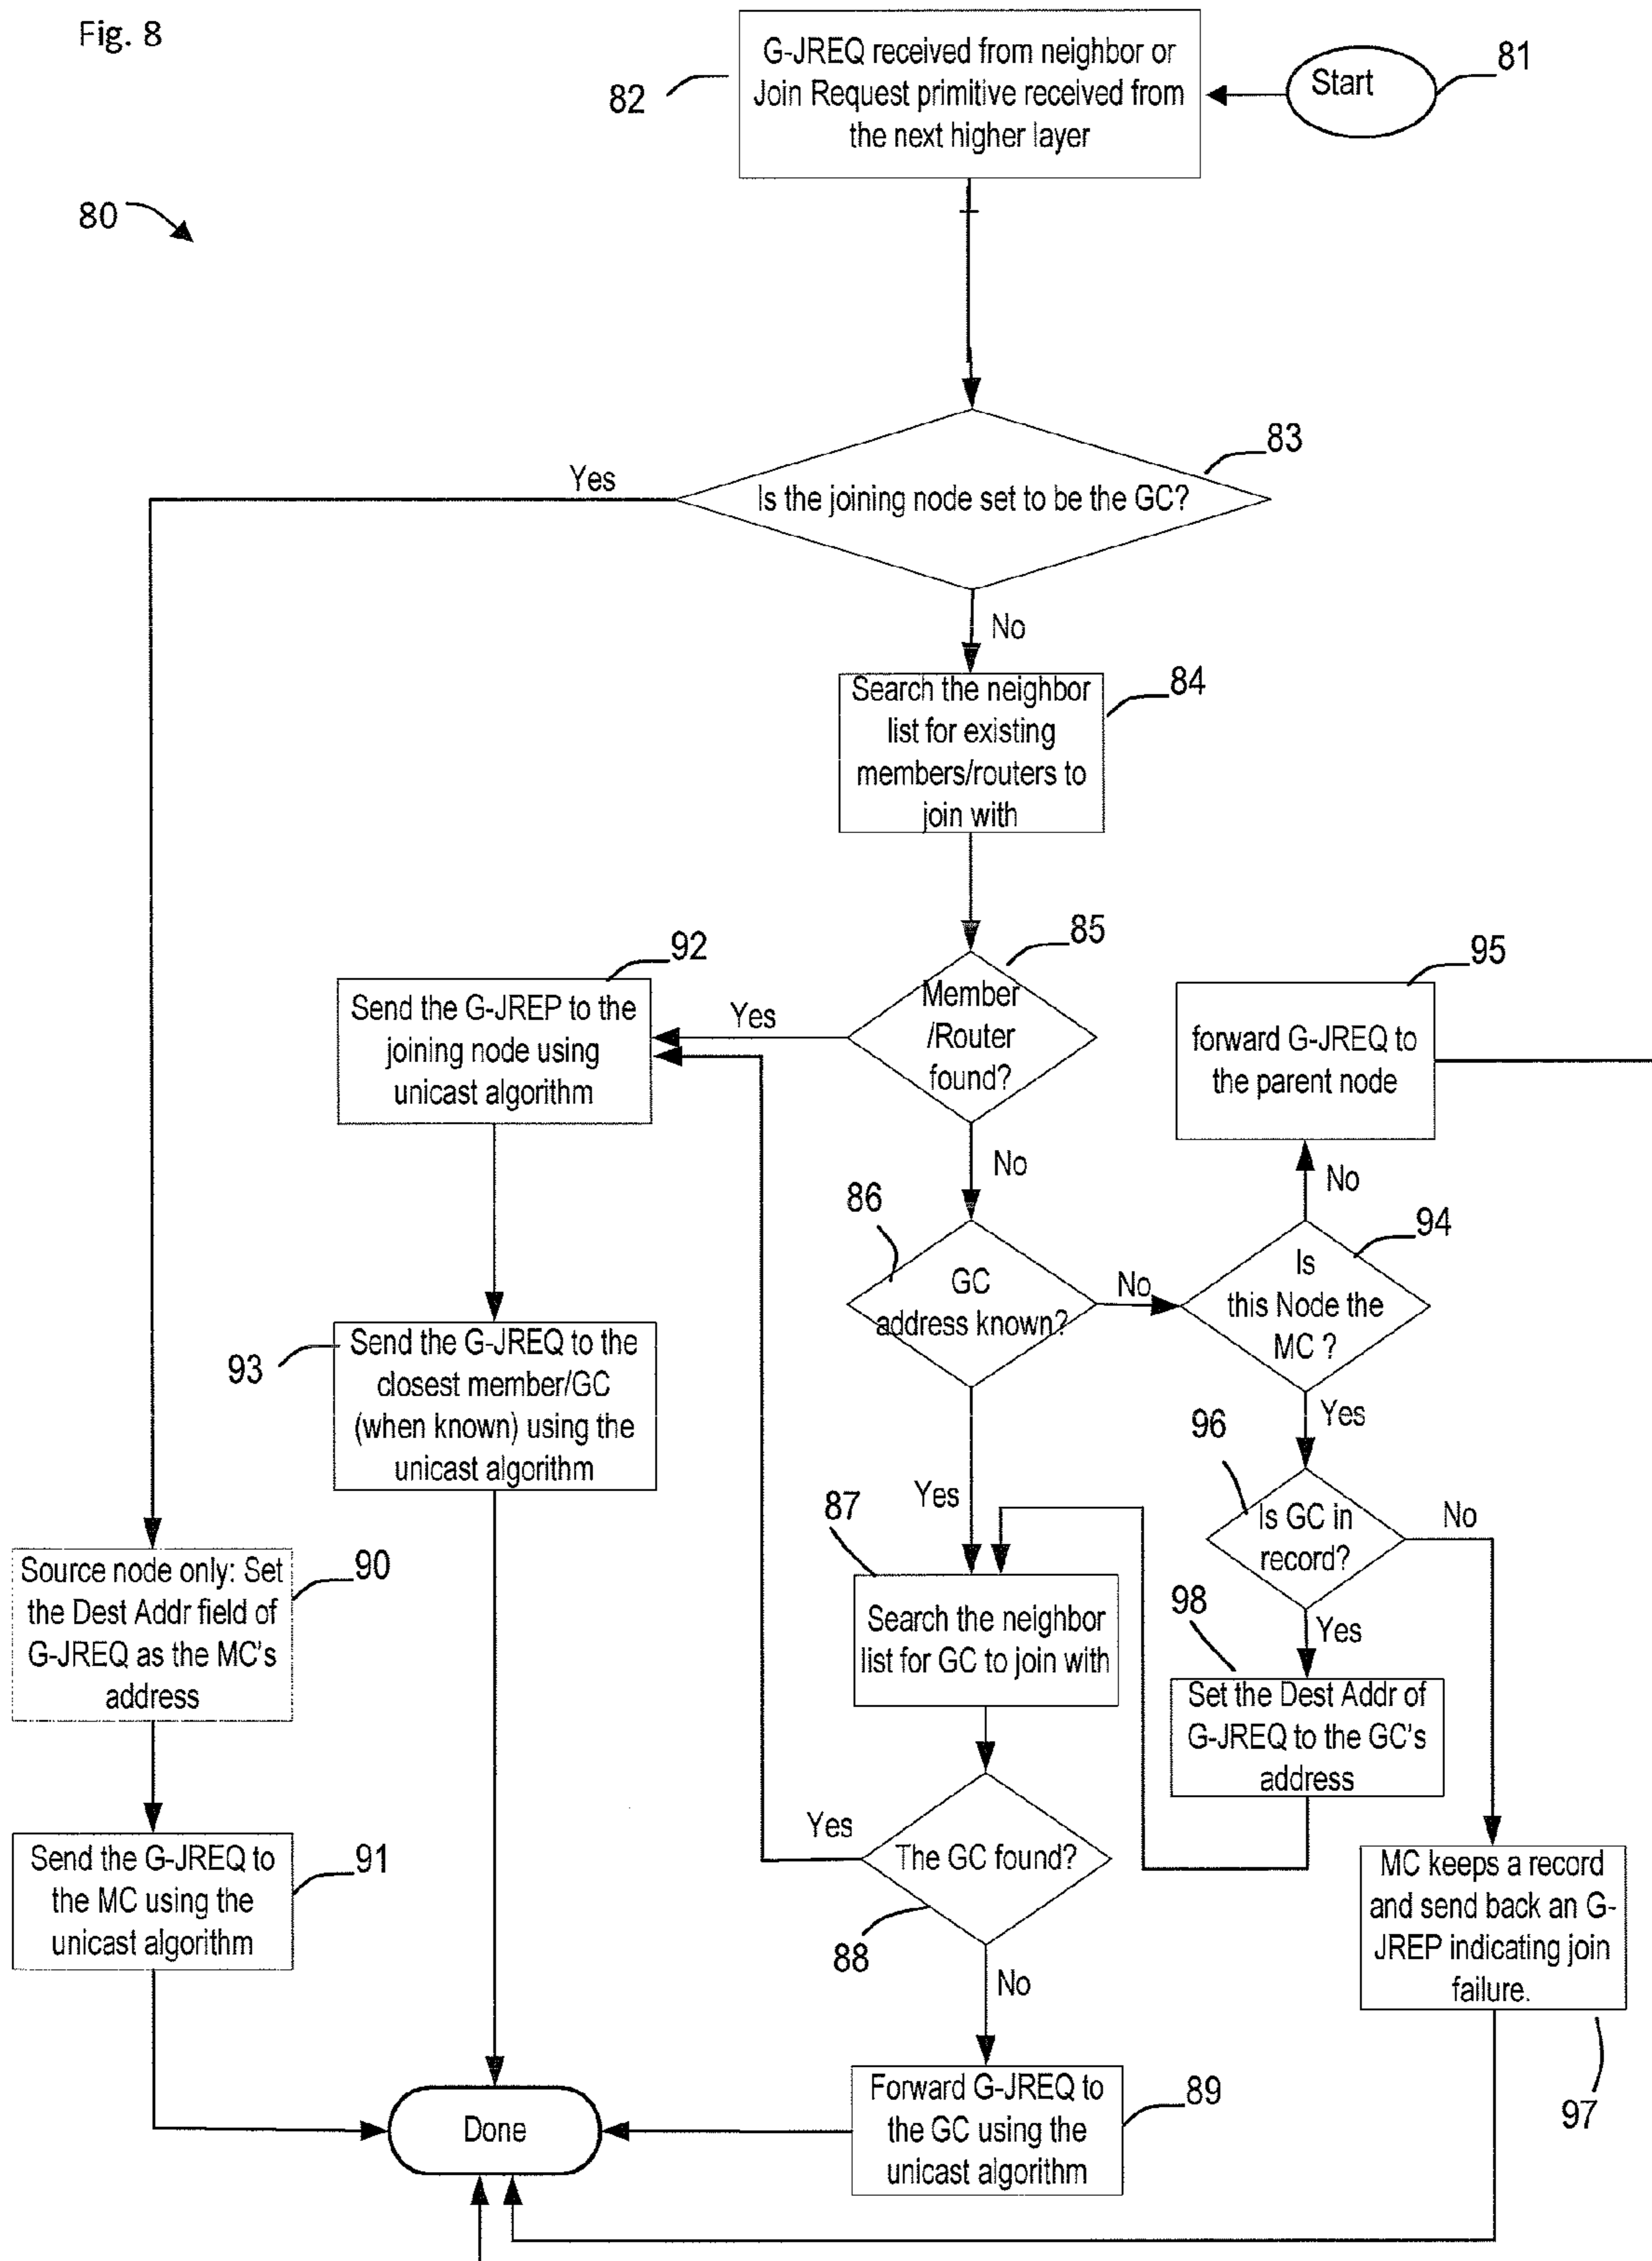 Fig. 8
G-JREQ received from neighbor or
Join Request primitive received from
the next higher layer
82
Start
81
80
83
Is the joining node set to be the GC?
Yes
No
Search the neighbor
list for existing
members/routers to
join with
84
85
Member
/Router
found?
Yes
No
92
Send the G-JREP to the
joining node using
unicast algorithm
95
forward G-JREQ to
the parent node
No
86
GC
address known?
No
94
Is
this Node the
MC ?
Yes
93
Send the G-JREQ to the
closest member/GC
(when known) using the
unicast algorithm
Yes
96
Is GC in
record?
No
Yes
87
Search the neighbor
list for GC to join with
98
Set the Dest Addr of
G-JREQ to the GC's
address
Source node only: Set
the Dest Addr field of
G-JREQ as the MC's
address
90
Send the G-JREQ to
the MC using the
unicast algorithm
91
Yes
The GC found?
88
No
MC keeps a record
and send back an G-
JREP indicating join
failure.
97
Forward G-JREQ to
the GC using the
unicast algorithm
89
Done